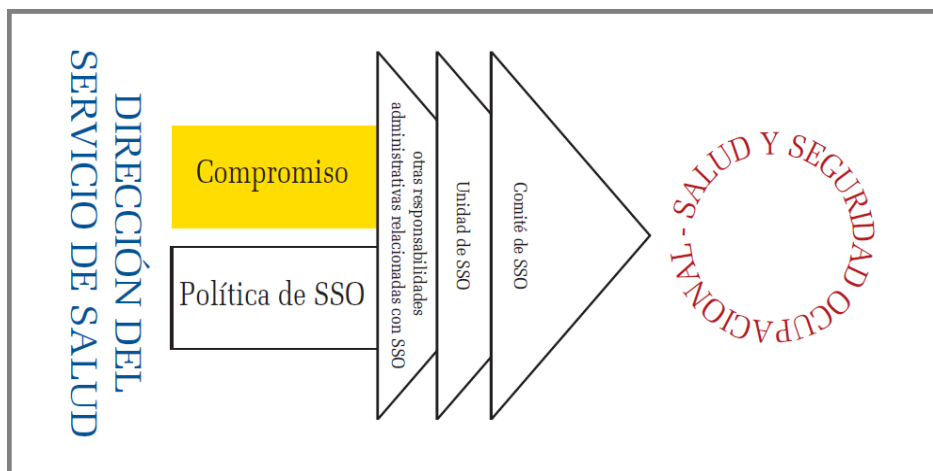 DIRECCIÓN DEL
SERVICIO DE SALUD
Compromiso
Política de SSO
otras responsabilidades
administrativas relacionadas con SSO
Unidad de SSO
Comité de SSO
SALUD Y SEGURIDAD OCUPACIONAL -